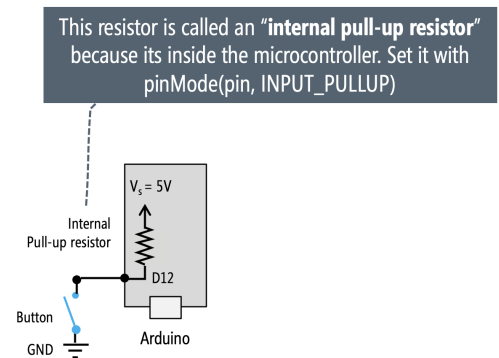 This resistor is called an “internal pull-up resistor”
because its inside the microcontroller. Set it with
pinMode(pin, INPUT_PULLUP)
Vs = 5V
Internal
Pull-up resistor
D12
Button
Arduino
GND